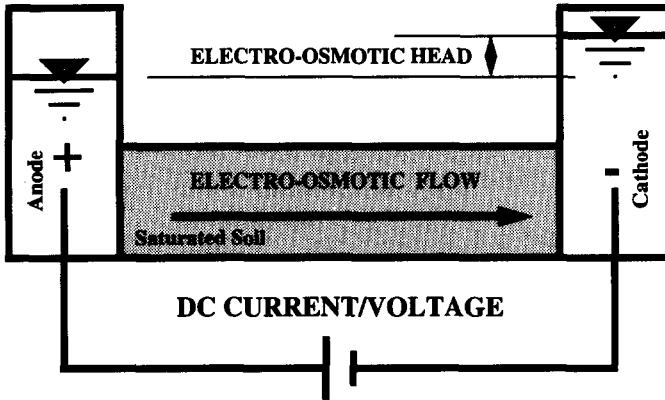 ELECTRO-OSMOTIC HEAD
Anode
+
ELECTRO-OSMOTIC FLOW
-
Cathode
Saturated Soil
DC CURRENT/VOLTAGE